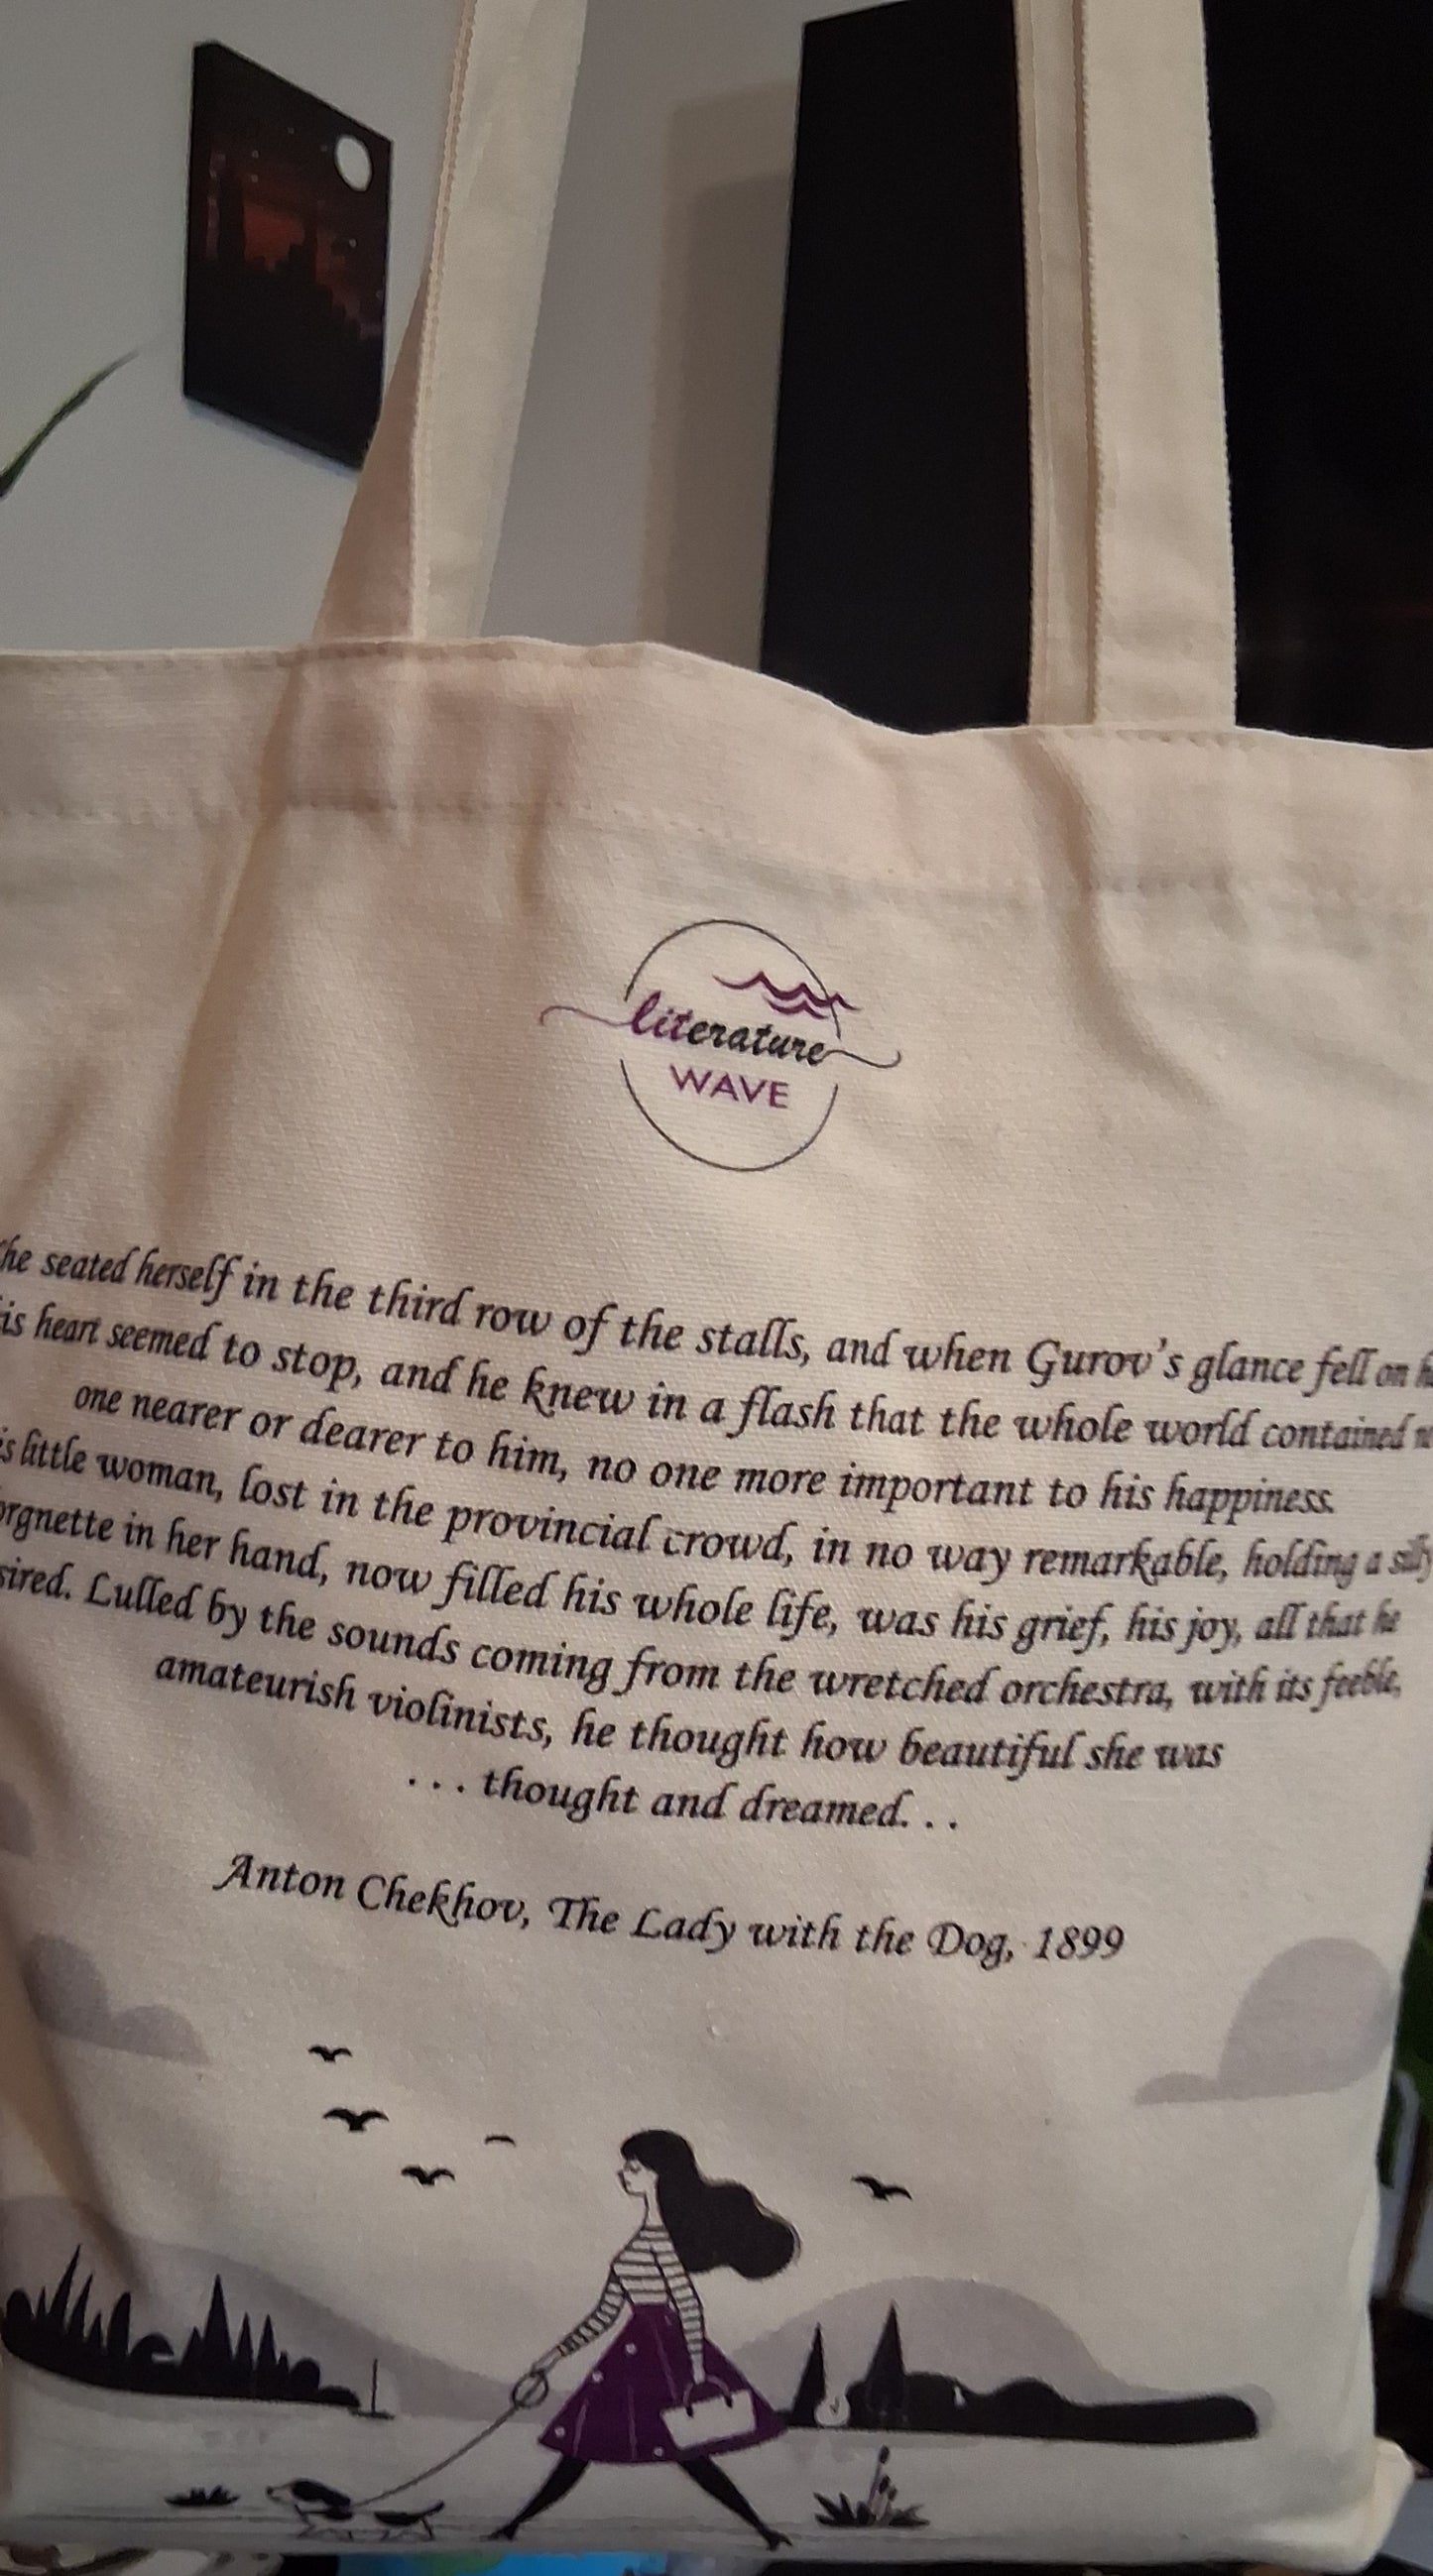 literature
WAVE
he seated herself in the third row of the stalls, and when Gurov's glance fell on
is heart seemed to stop, and he knew in a flash that the whole world contained
one nearer or dearer to him, no one more important to his happiness.
is little woman, lost in the provincial crowd, in no way remarkable, holding a silly
orgnette in her hand, now filled his whole life, was his grief, his joy, all that he
sired. Lulled by the sounds coming from the wretched orchestra, with its feeble,
amateurish violinists, he thought how beautiful she was
. . . thought and dreamed. . .
Anton Chekhov, The Lady with the Dog, 1899